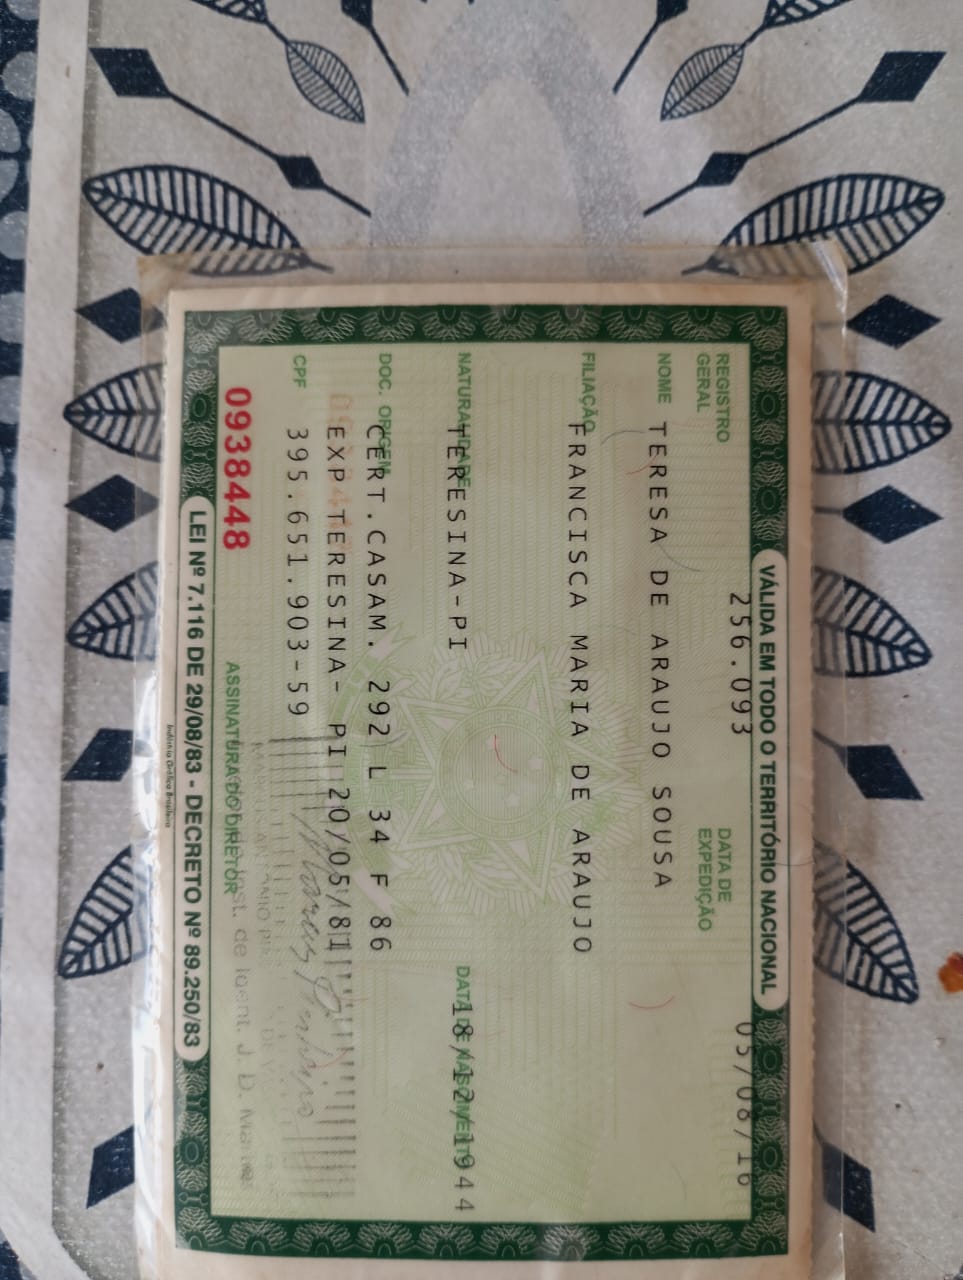 VÁLIDA EM TODO O TERRITÓRIO NACIONAL
REGISTRO GERAL 256.093 DATA DE EXPEDIÇÃO 05/08/16
NOME TERESA DE ARAUJO SOUSA
FILIAÇÃO
FRANCISCA MARIA DE ARAUJO
NATURALIDADE DATA DE NASCIMENTO
TERESINA-PI 18/12/1944
DOC. ORIGEM CERT.CASAM. 292 L 34 F 86
EXP TERESINA- PI 20/05/81
CPF 395.651.903-59
0938448 ASSINATURA DO DIRETOR
Inst. de Ident. J. D.
LEI Nº 7.116 DE 29/08/83 - DECRETO Nº 89.250/83
Indústria Gráfica Brasileira